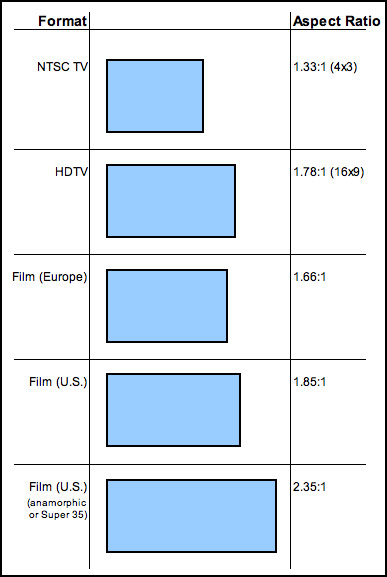 Format Aspect Ratio
NTSC TV 1.33:1 (4x3)
HDTV 1.78:1 (16x9)
Film (Europe) 1.66:1
Film (U.S.) 1.85:1
Film (U.S.) 2.35:1
(anamorphic
or Super 35)